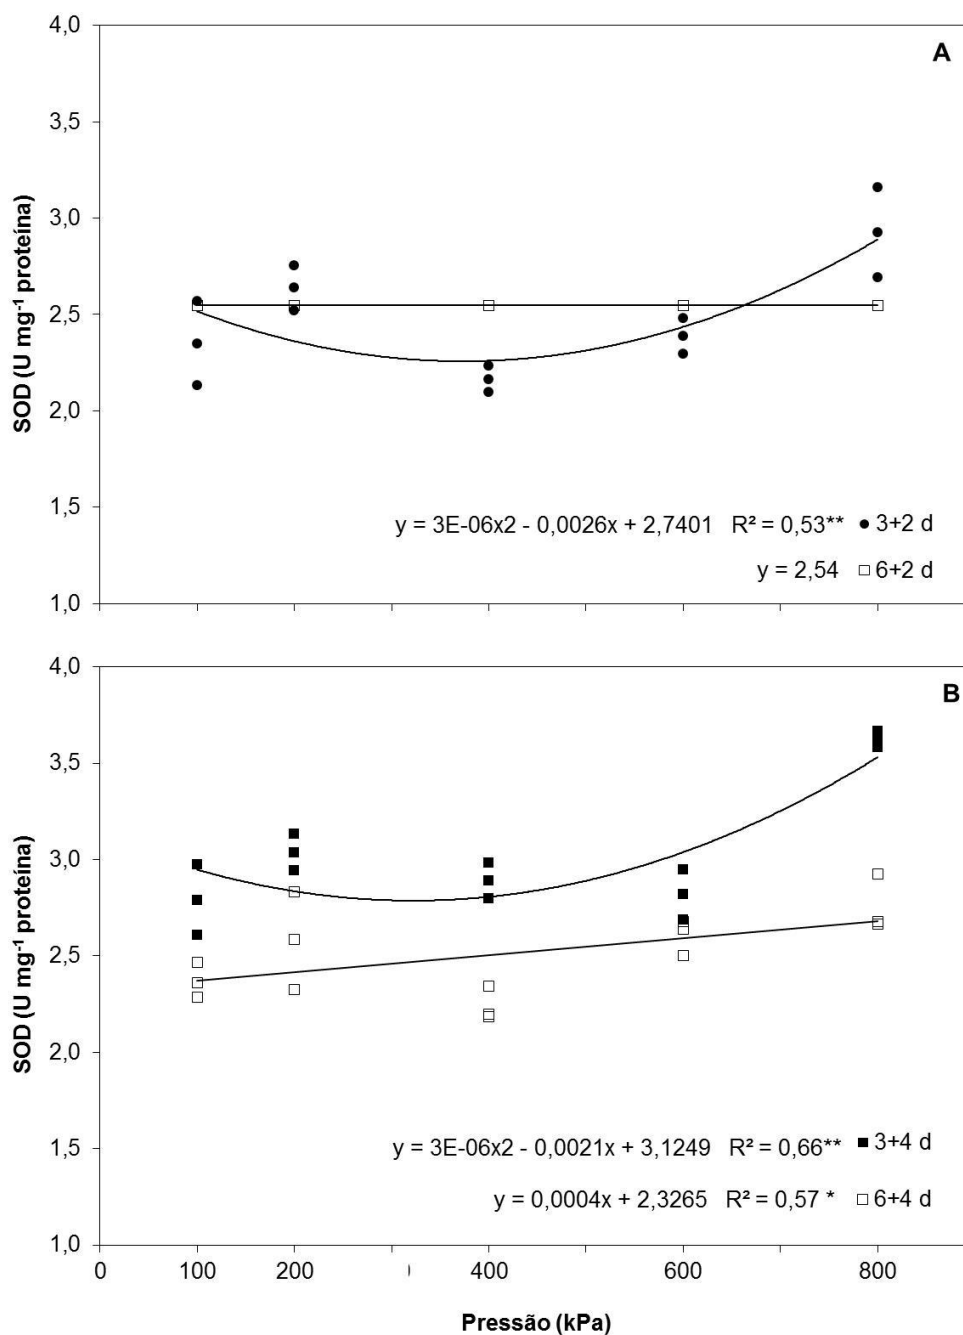 4,0
A
3,5
3,0
2,5
2,0
1,5
1,0
SOD (U mg⁻¹ proteína)
y = 3E-06x2 - 0,0026x + 2,7401 R² = 0,53** 3+2 d
y = 2,54 6+2 d
4,0
B
3,5
3,0
2,5
2,0
1,5
1,0
SOD (U mg⁻¹ proteína)
y = 3E-06x2 - 0,0021x + 3,1249 R² = 0,66** 3+4 d
y = 0,0004x + 2,3265 R² = 0,57 * 6+4 d
0 100 200 400 600 800
Pressão (kPa)